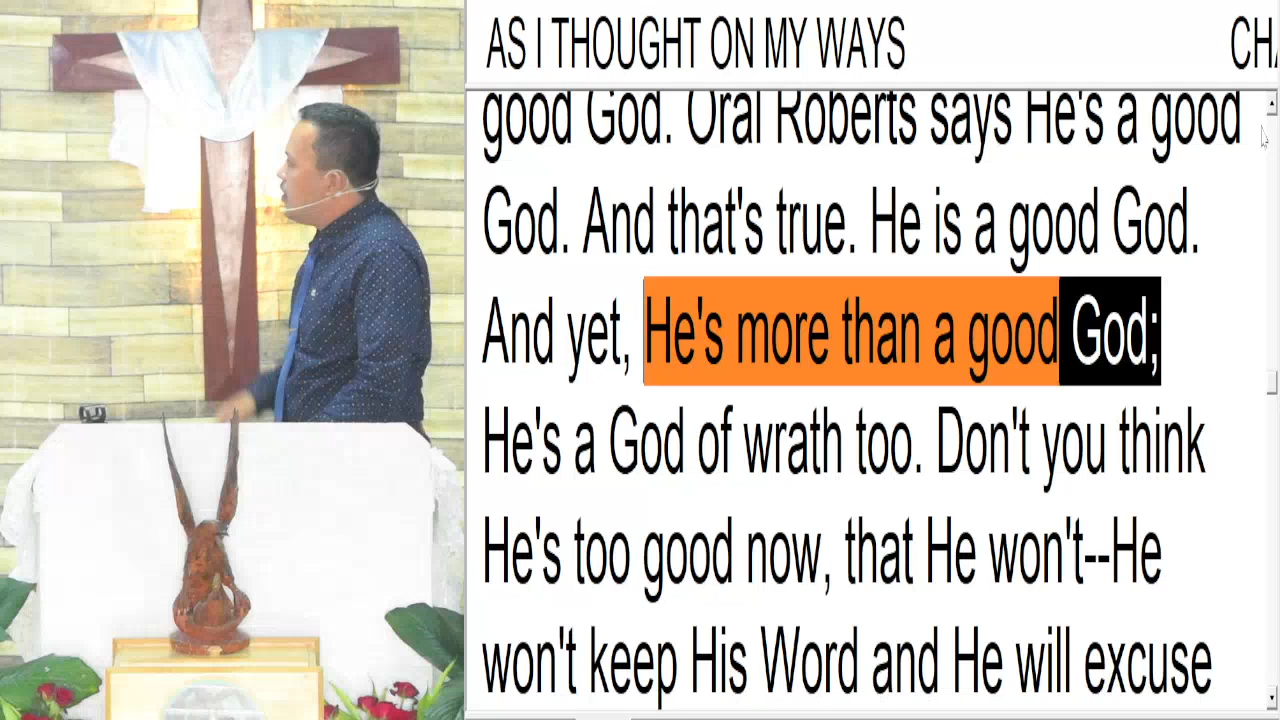 AS I THOUGHT ON MY WAYS
good God. Oral Roberts says He's a good
God. And that's true. He is a good God.
And yet, He's more than a good God;
He's a God of wrath too. Don't you think
He's too good now, that He won't--He
won't keep His Word and He will excuse